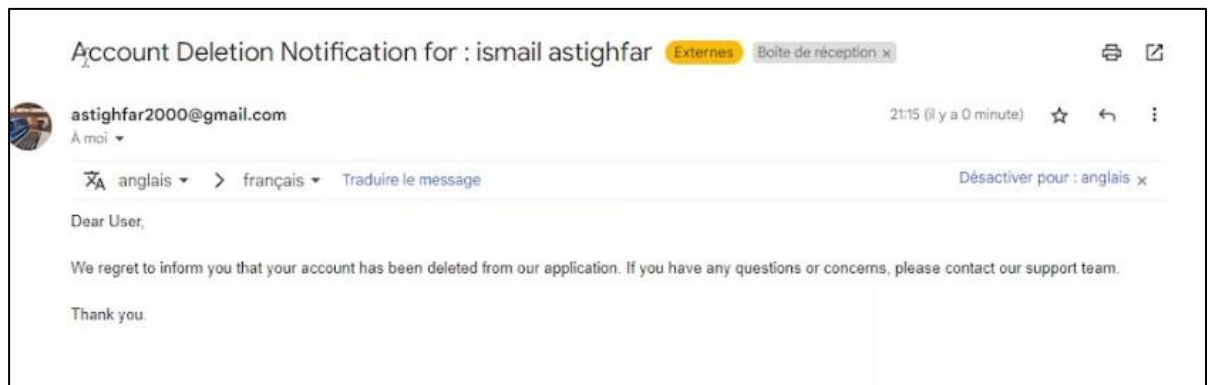 Account Deletion Notification for : ismail astighfar Externes Boîte de réception ×
astighfar2000@gmail.com 21:15 (il y a 0 minute)
À moi
anglais > français Traduire le message Désactiver pour : anglais ×
Dear User,
We regret to inform you that your account has been deleted from our application. If you have any questions or concerns, please contact our support team.
Thank you.